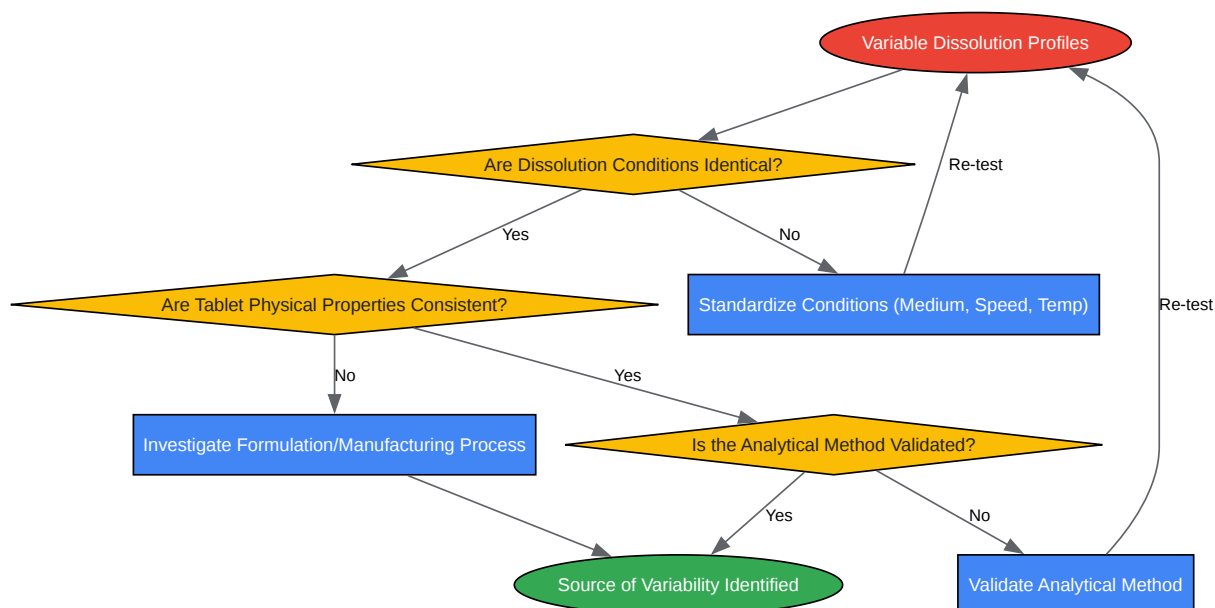 Variable Dissolution Profiles
Are Dissolution Conditions Identical?
Re-test
Yes
No
Are Tablet Physical Properties Consistent?
Standardize Conditions (Medium, Speed, Temp)
Re-test
No
Yes
Investigate Formulation/Manufacturing Process
Is the Analytical Method Validated?
Yes
No
Source of Variability Identified
Validate Analytical Method